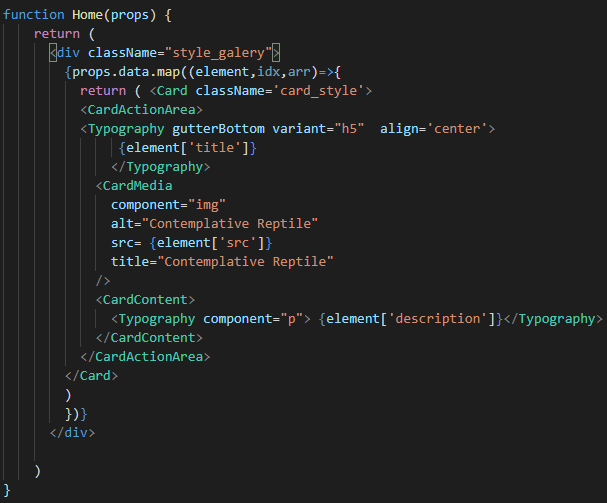 function Home(props) {
    return (
      <div className="style_galery">
        {props.data.map((element,idx,arr)=>{
          return ( <Card className='card_style'>
          <CardActionArea>
          <Typography gutterBottom variant="h5"  align='center'>
               {element['title']}
              </Typography>
            <CardMedia
              component="img"
              alt="Contemplative Reptile"
              src= {element['src']}
              title="Contemplative Reptile"
            />
            <CardContent>
              <Typography component="p"> {element['description']}</Typography>
            </CardContent>
          </CardActionArea>
        </Card>
        )
        })}
      </div>
    )
}